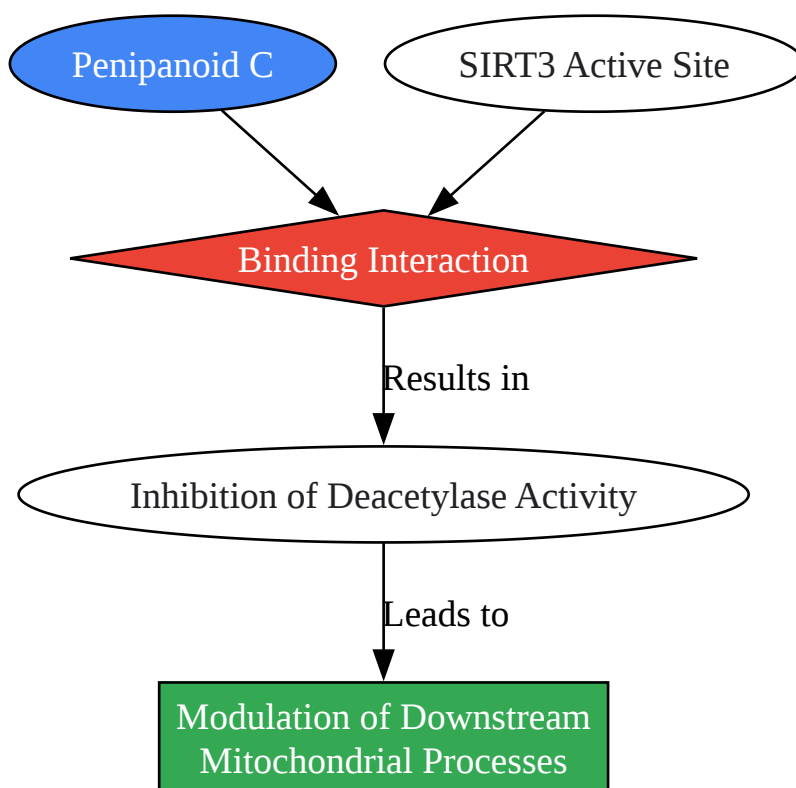 Penipanoid C
SIRT3 Active Site
Binding Interaction
Results in
Inhibition of Deacetylase Activity
Leads to
Modulation of Downstream
Mitochondrial Processes